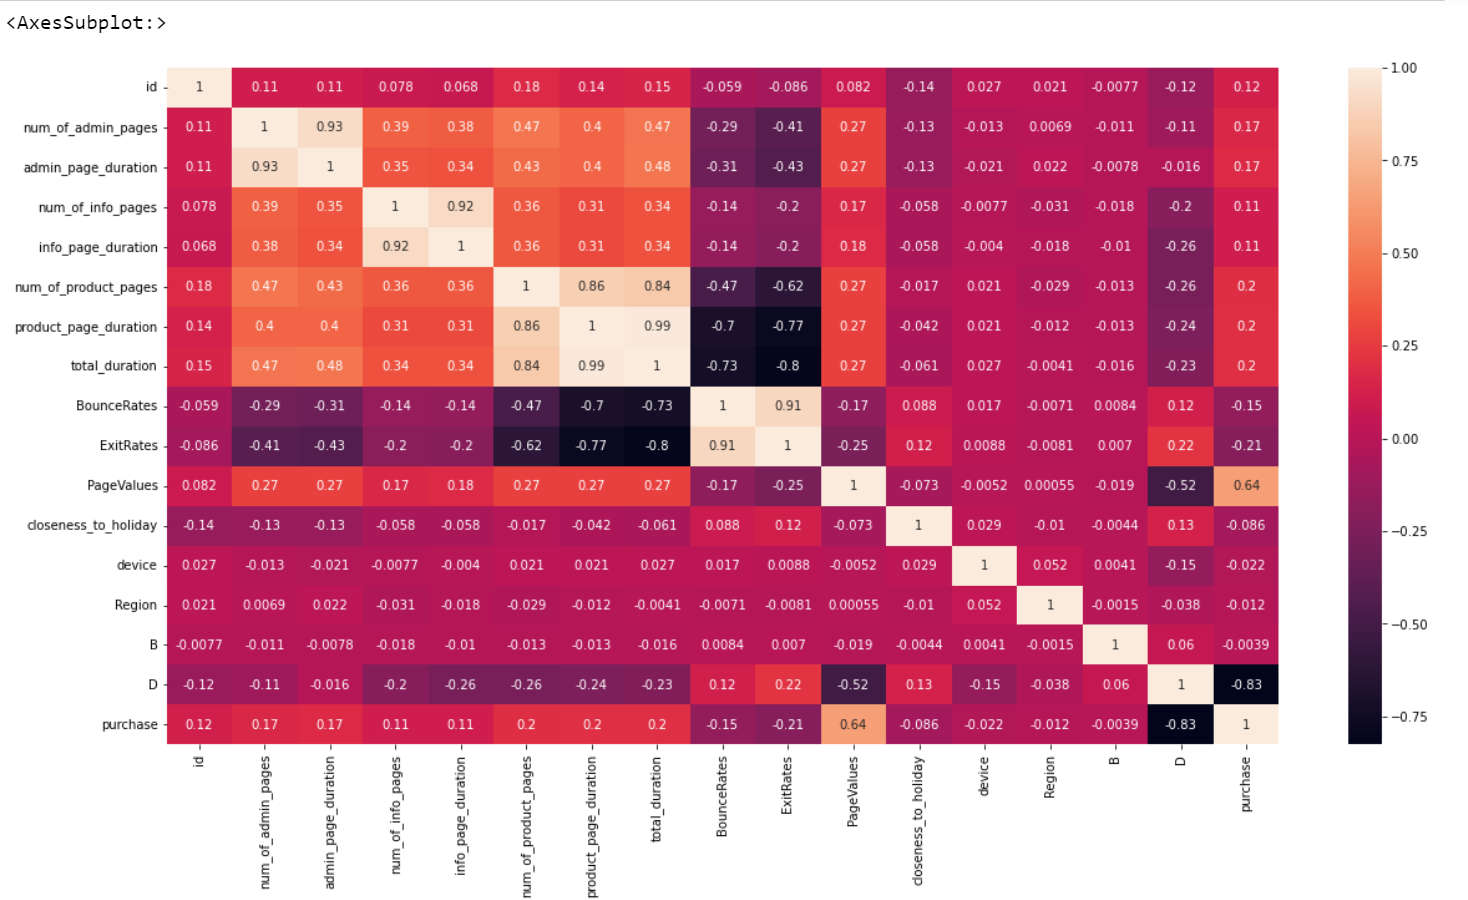 <AxesSubplot:>
id 1 0.11 0.11 0.078 0.068 0.18 0.14 0.15 -0.059 -0.086 0.082 -0.14 0.027 0.021 -0.0077 -0.12 0.12
num_of_admin_pages 0.11 1 0.93 0.39 0.38 0.47 0.4 0.47 -0.29 -0.41 0.27 -0.13 -0.013 0.0069 -0.011 -0.11 0.17
admin_page_duration 0.11 0.93 1 0.35 0.34 0.43 0.4 0.48 -0.31 -0.43 0.27 -0.13 -0.021 0.022 -0.0078 -0.016 0.17
num_of_info_pages 0.078 0.39 0.35 1 0.92 0.36 0.31 0.34 -0.14 -0.2 0.17 -0.058 -0.0077 -0.031 -0.018 -0.2 0.11
info_page_duration 0.068 0.38 0.34 0.92 1 0.36 0.31 0.34 -0.14 -0.2 0.18 -0.058 -0.004 -0.018 -0.01 -0.26 0.11
num_of_product_pages 0.18 0.47 0.43 0.36 0.36 1 0.86 0.84 -0.47 -0.62 0.27 -0.017 0.021 -0.029 -0.013 -0.26 0.2
product_page_duration 0.14 0.4 0.4 0.31 0.31 0.86 1 0.99 -0.7 -0.77 0.27 -0.042 0.021 -0.012 -0.013 -0.24 0.2
total_duration 0.15 0.47 0.48 0.34 0.34 0.84 0.99 1 -0.73 -0.8 0.27 -0.061 0.027 -0.0041 -0.016 -0.23 0.2
BounceRates -0.059 -0.29 -0.31 -0.14 -0.14 -0.47 -0.7 -0.73 1 0.91 -0.17 0.088 0.017 -0.0071 0.0084 0.12 -0.15
ExitRates -0.086 -0.41 -0.43 -0.2 -0.2 -0.62 -0.77 -0.8 0.91 1 -0.25 0.12 0.0088 -0.0081 0.007 0.22 -0.21
PageValues 0.082 0.27 0.27 0.17 0.18 0.27 0.27 0.27 -0.17 -0.25 1 -0.073 -0.0052 0.00055 -0.019 -0.52 0.64
closeness_to_holiday -0.14 -0.13 -0.13 -0.058 -0.058 -0.017 -0.042 -0.061 0.088 0.12 -0.073 1 0.029 -0.01 -0.0044 0.13 -0.086
device 0.027 -0.013 -0.021 -0.0077 -0.004 0.021 0.021 0.027 0.017 0.0088 -0.0052 0.029 1 0.052 0.0041 -0.15 -0.022
Region 0.021 0.0069 0.022 -0.031 -0.018 -0.029 -0.012 -0.0041 -0.0071 -0.0081 0.00055 -0.01 0.052 1 -0.0015 -0.038 -0.012
B -0.0077 -0.011 -0.0078 -0.018 -0.01 -0.013 -0.013 -0.016 0.0084 0.007 -0.019 -0.0044 0.0041 -0.0015 1 0.06 -0.0039
D -0.12 -0.11 -0.016 -0.2 -0.26 -0.26 -0.24 -0.23 0.12 0.22 -0.52 0.13 -0.15 -0.038 0.06 1 -0.83
purchase 0.12 0.17 0.17 0.11 0.11 0.2 0.2 0.2 -0.15 -0.21 0.64 -0.086 -0.022 -0.012 -0.0039 -0.83 1
id
num_of_admin_pages
admin_page_duration
num_of_info_pages
info_page_duration
num_of_product_pages
product_page_duration
total_duration
BounceRates
ExitRates
PageValues
closeness_to_holiday
device
Region
B
D
purchase
1.00
0.75
0.50
0.25
0.00
−0.25
−0.50
−0.75